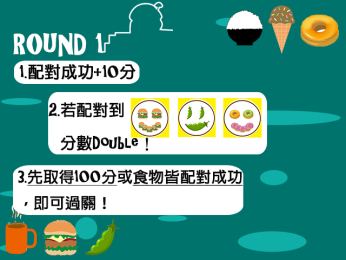 ROUND 1
1.配對成功+10分
2.若配對到
分數Double！
3.先取得100分或食物皆配對成功
，即可過關！